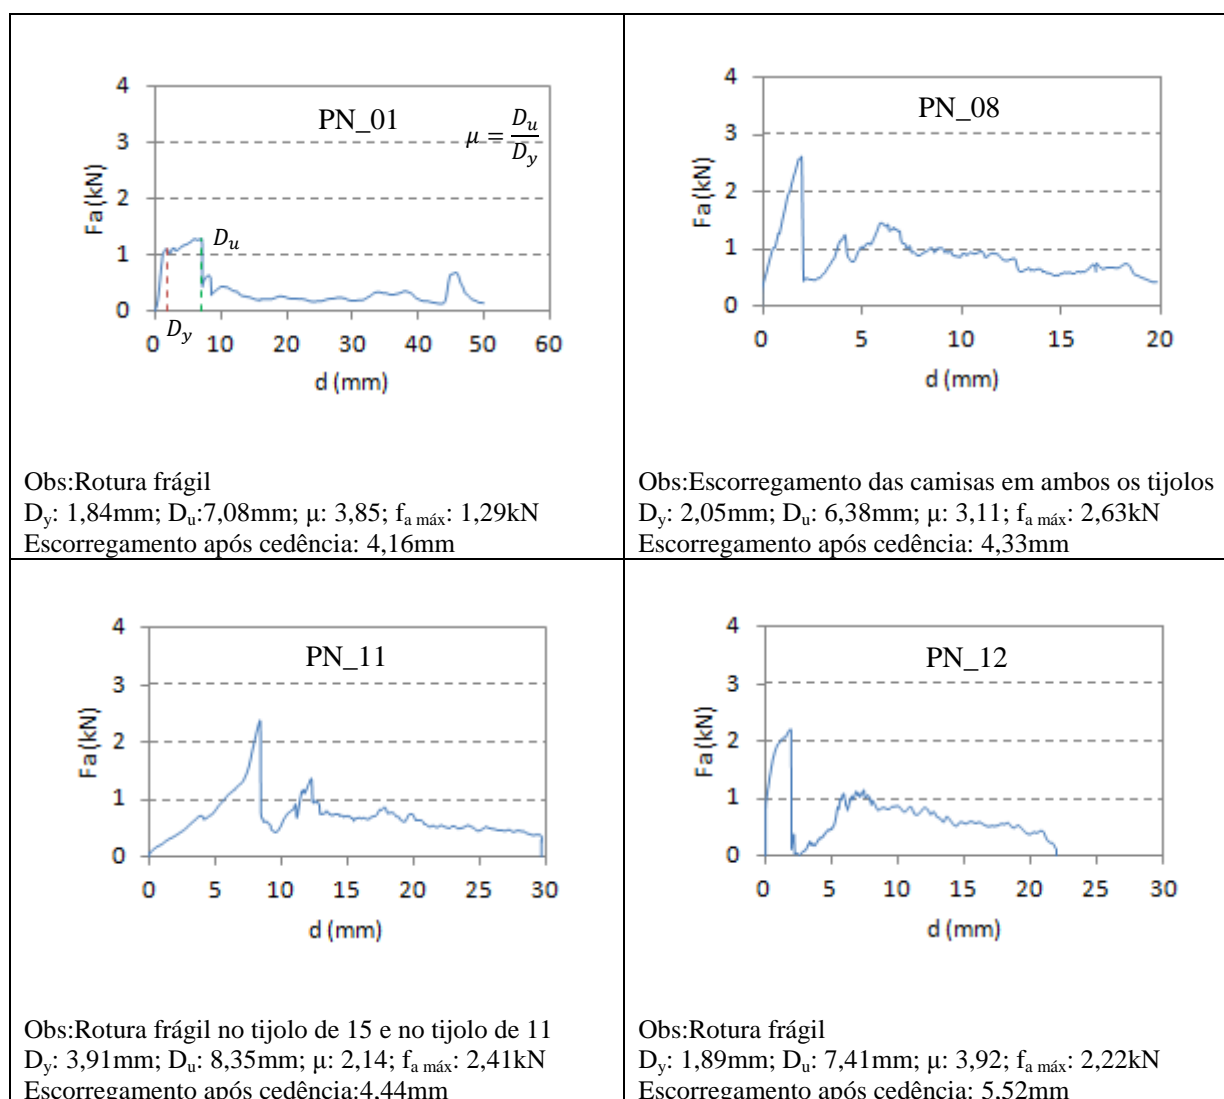 PN_01
μ = D_u/D_y
4
3
2
1
0
Fa (kN)
D_u
D_y
0 10 20 30 40 50 60
d (mm)
Obs:Rotura frágil
Dy: 1,84mm; Du:7,08mm; μ: 3,85; fa máx: 1,29kN
Escorregamento após cedência: 4,16mm
PN_08
4
3
2
1
0
Fa (kN)
0 5 10 15 20
d (mm)
Obs:Escorregamento das camisas em ambos os tijolos
Dy: 2,05mm; Du: 6,38mm; μ: 3,11; fa máx: 2,63kN
Escorregamento após cedência: 4,33mm
PN_11
4
3
2
1
0
Fa (kN)
0 5 10 15 20 25 30
d (mm)
Obs:Rotura frágil no tijolo de 15 e no tijolo de 11
Dy: 3,91mm; Du: 8,35mm; μ: 2,14; fa máx: 2,41kN
Escorregamento após cedência:4,44mm
PN_12
4
3
2
1
0
Fa (kN)
0 5 10 15 20 25 30
d (mm)
Obs:Rotura frágil
Dy: 1,89mm; Du: 7,41mm; μ: 3,92; fa máx: 2,22kN
Escorregamento após cedência: 5,52mm